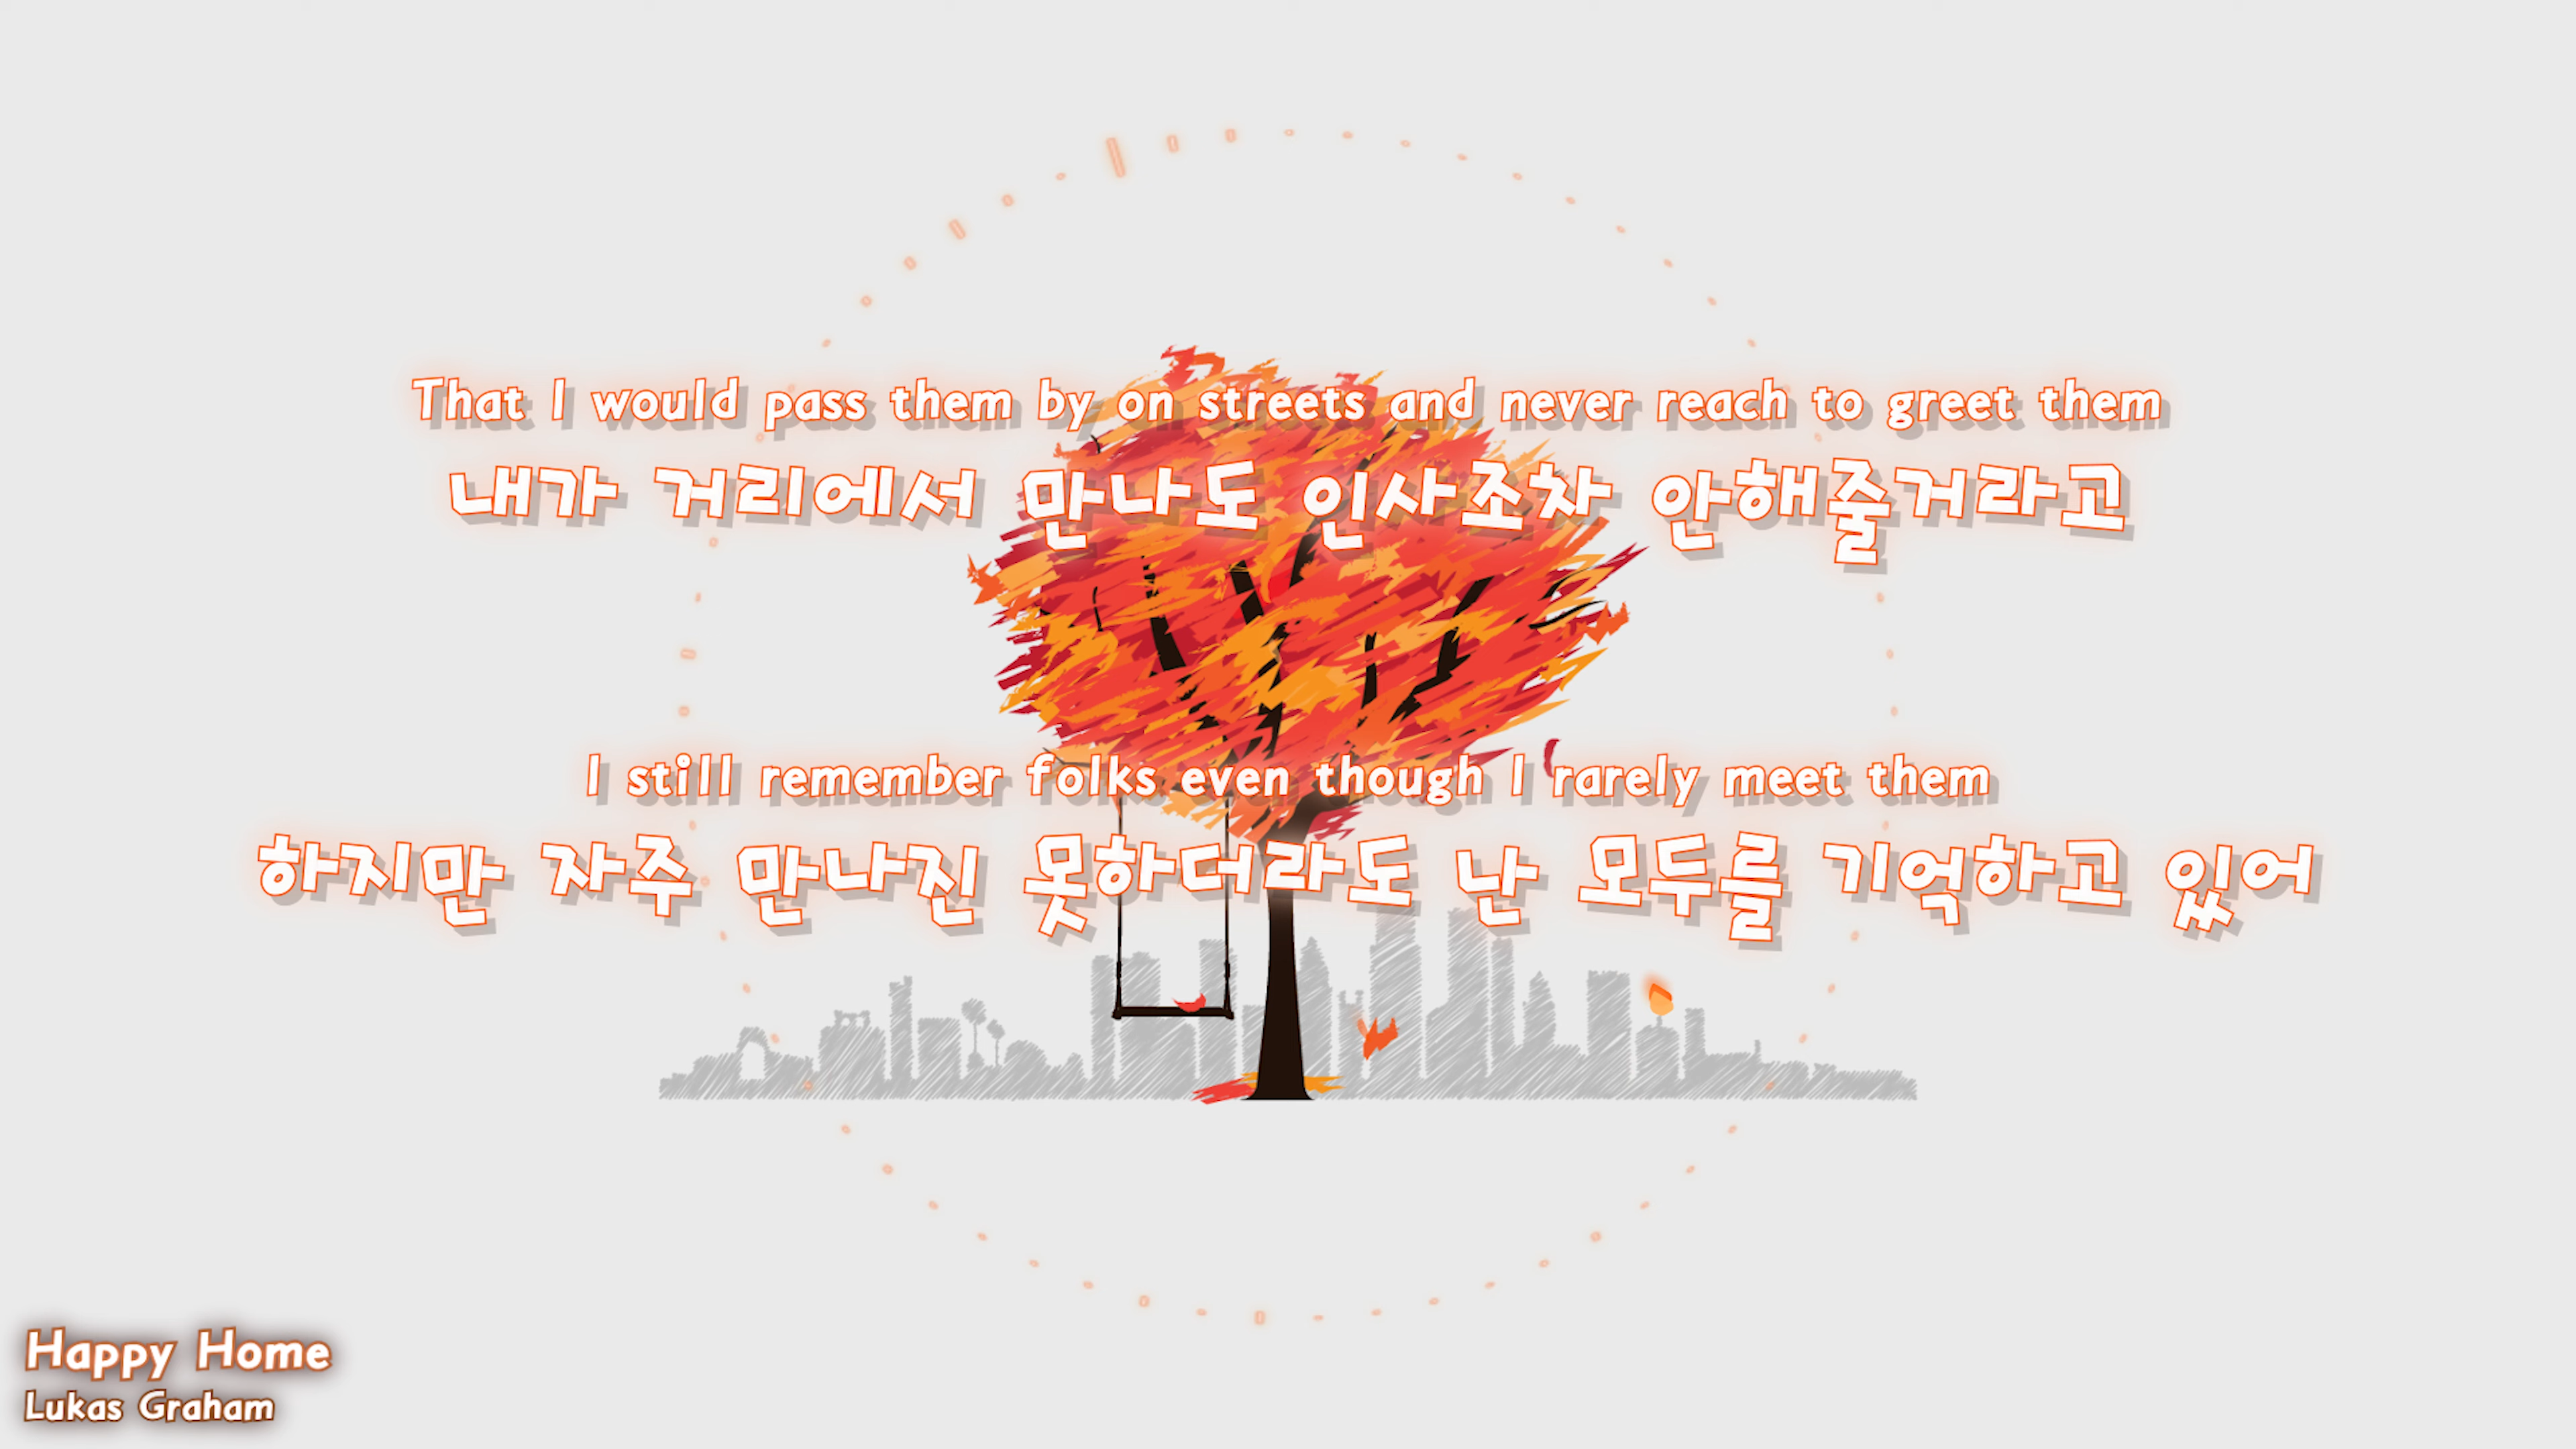 That I would pass them by on streets and never reach to greet them
내가 거리에서 만나도 인사조차 안해줄거라고
I still remember folks even though I rarely meet them
하지만 자주 만나진 못하더라도 난 모두를 기억하고 있어
Happy Home
Lukas Graham